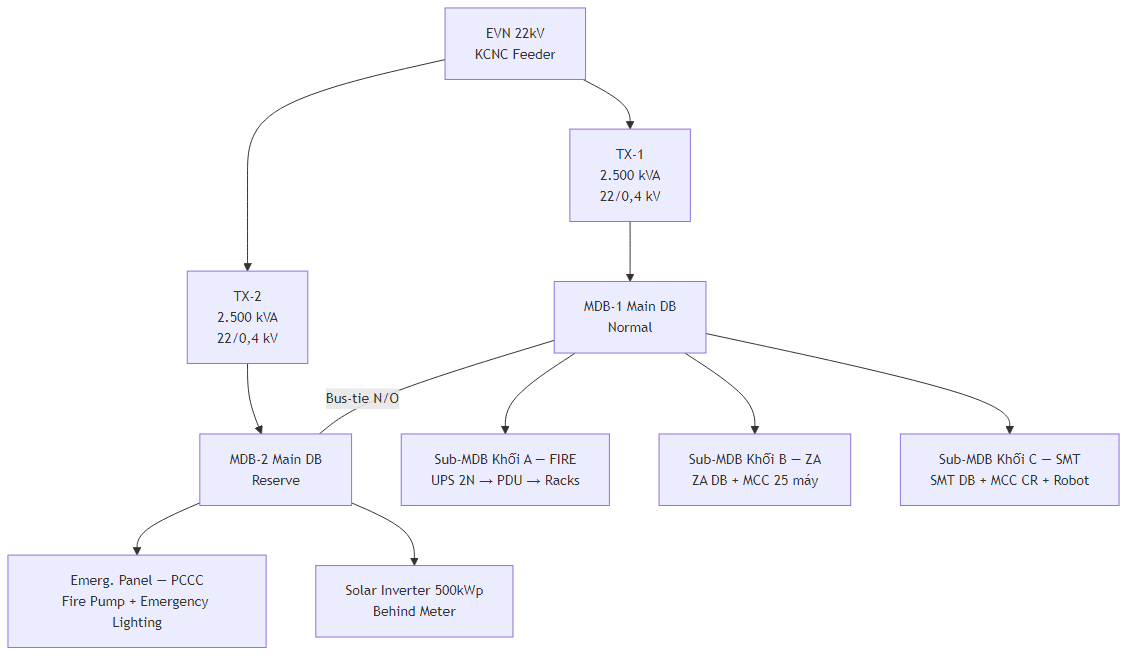 EVN 22kV
KCNC Feeder
TX-1
2.500 kVA
22/0,4 kV
TX-2
2.500 kVA
22/0,4 kV
MDB-1 Main DB
Normal
Bus-tie N/O
MDB-2 Main DB
Reserve
Sub-MDB Khối A — FIRE
UPS 2N → PDU → Racks
Sub-MDB Khối B — ZA
ZA DB + MCC 25 máy
Sub-MDB Khối C — SMT
SMT DB + MCC CR + Robot
Emerg. Panel — PCCC
Fire Pump + Emergency
Lighting
Solar Inverter 500kWp
Behind Meter